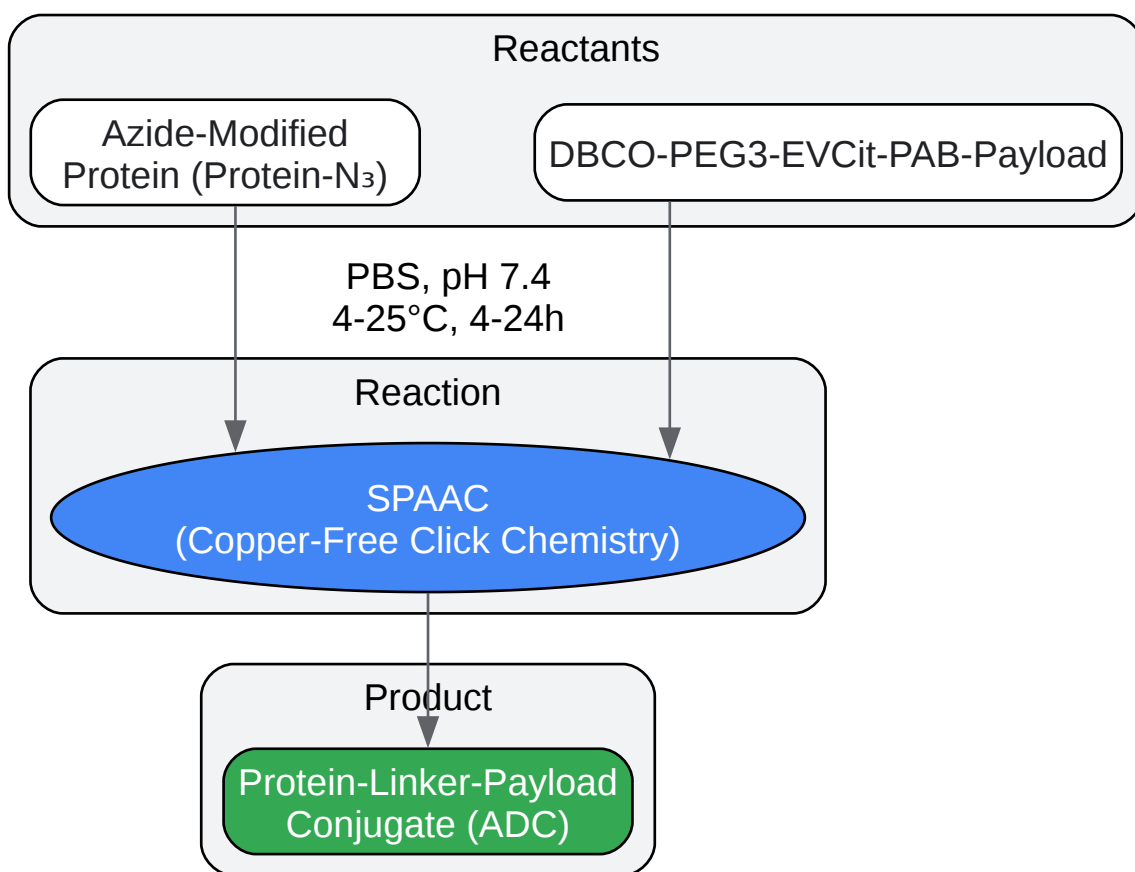 Reactants
Azide-Modified
Protein (Protein-N₃)
DBCO-PEG3-EVCit-PAB-Payload
PBS, pH 7.4
4-25°C, 4-24h
Reaction
SPAAC
(Copper-Free Click Chemistry)
Product
Protein-Linker-Payload
Conjugate (ADC)